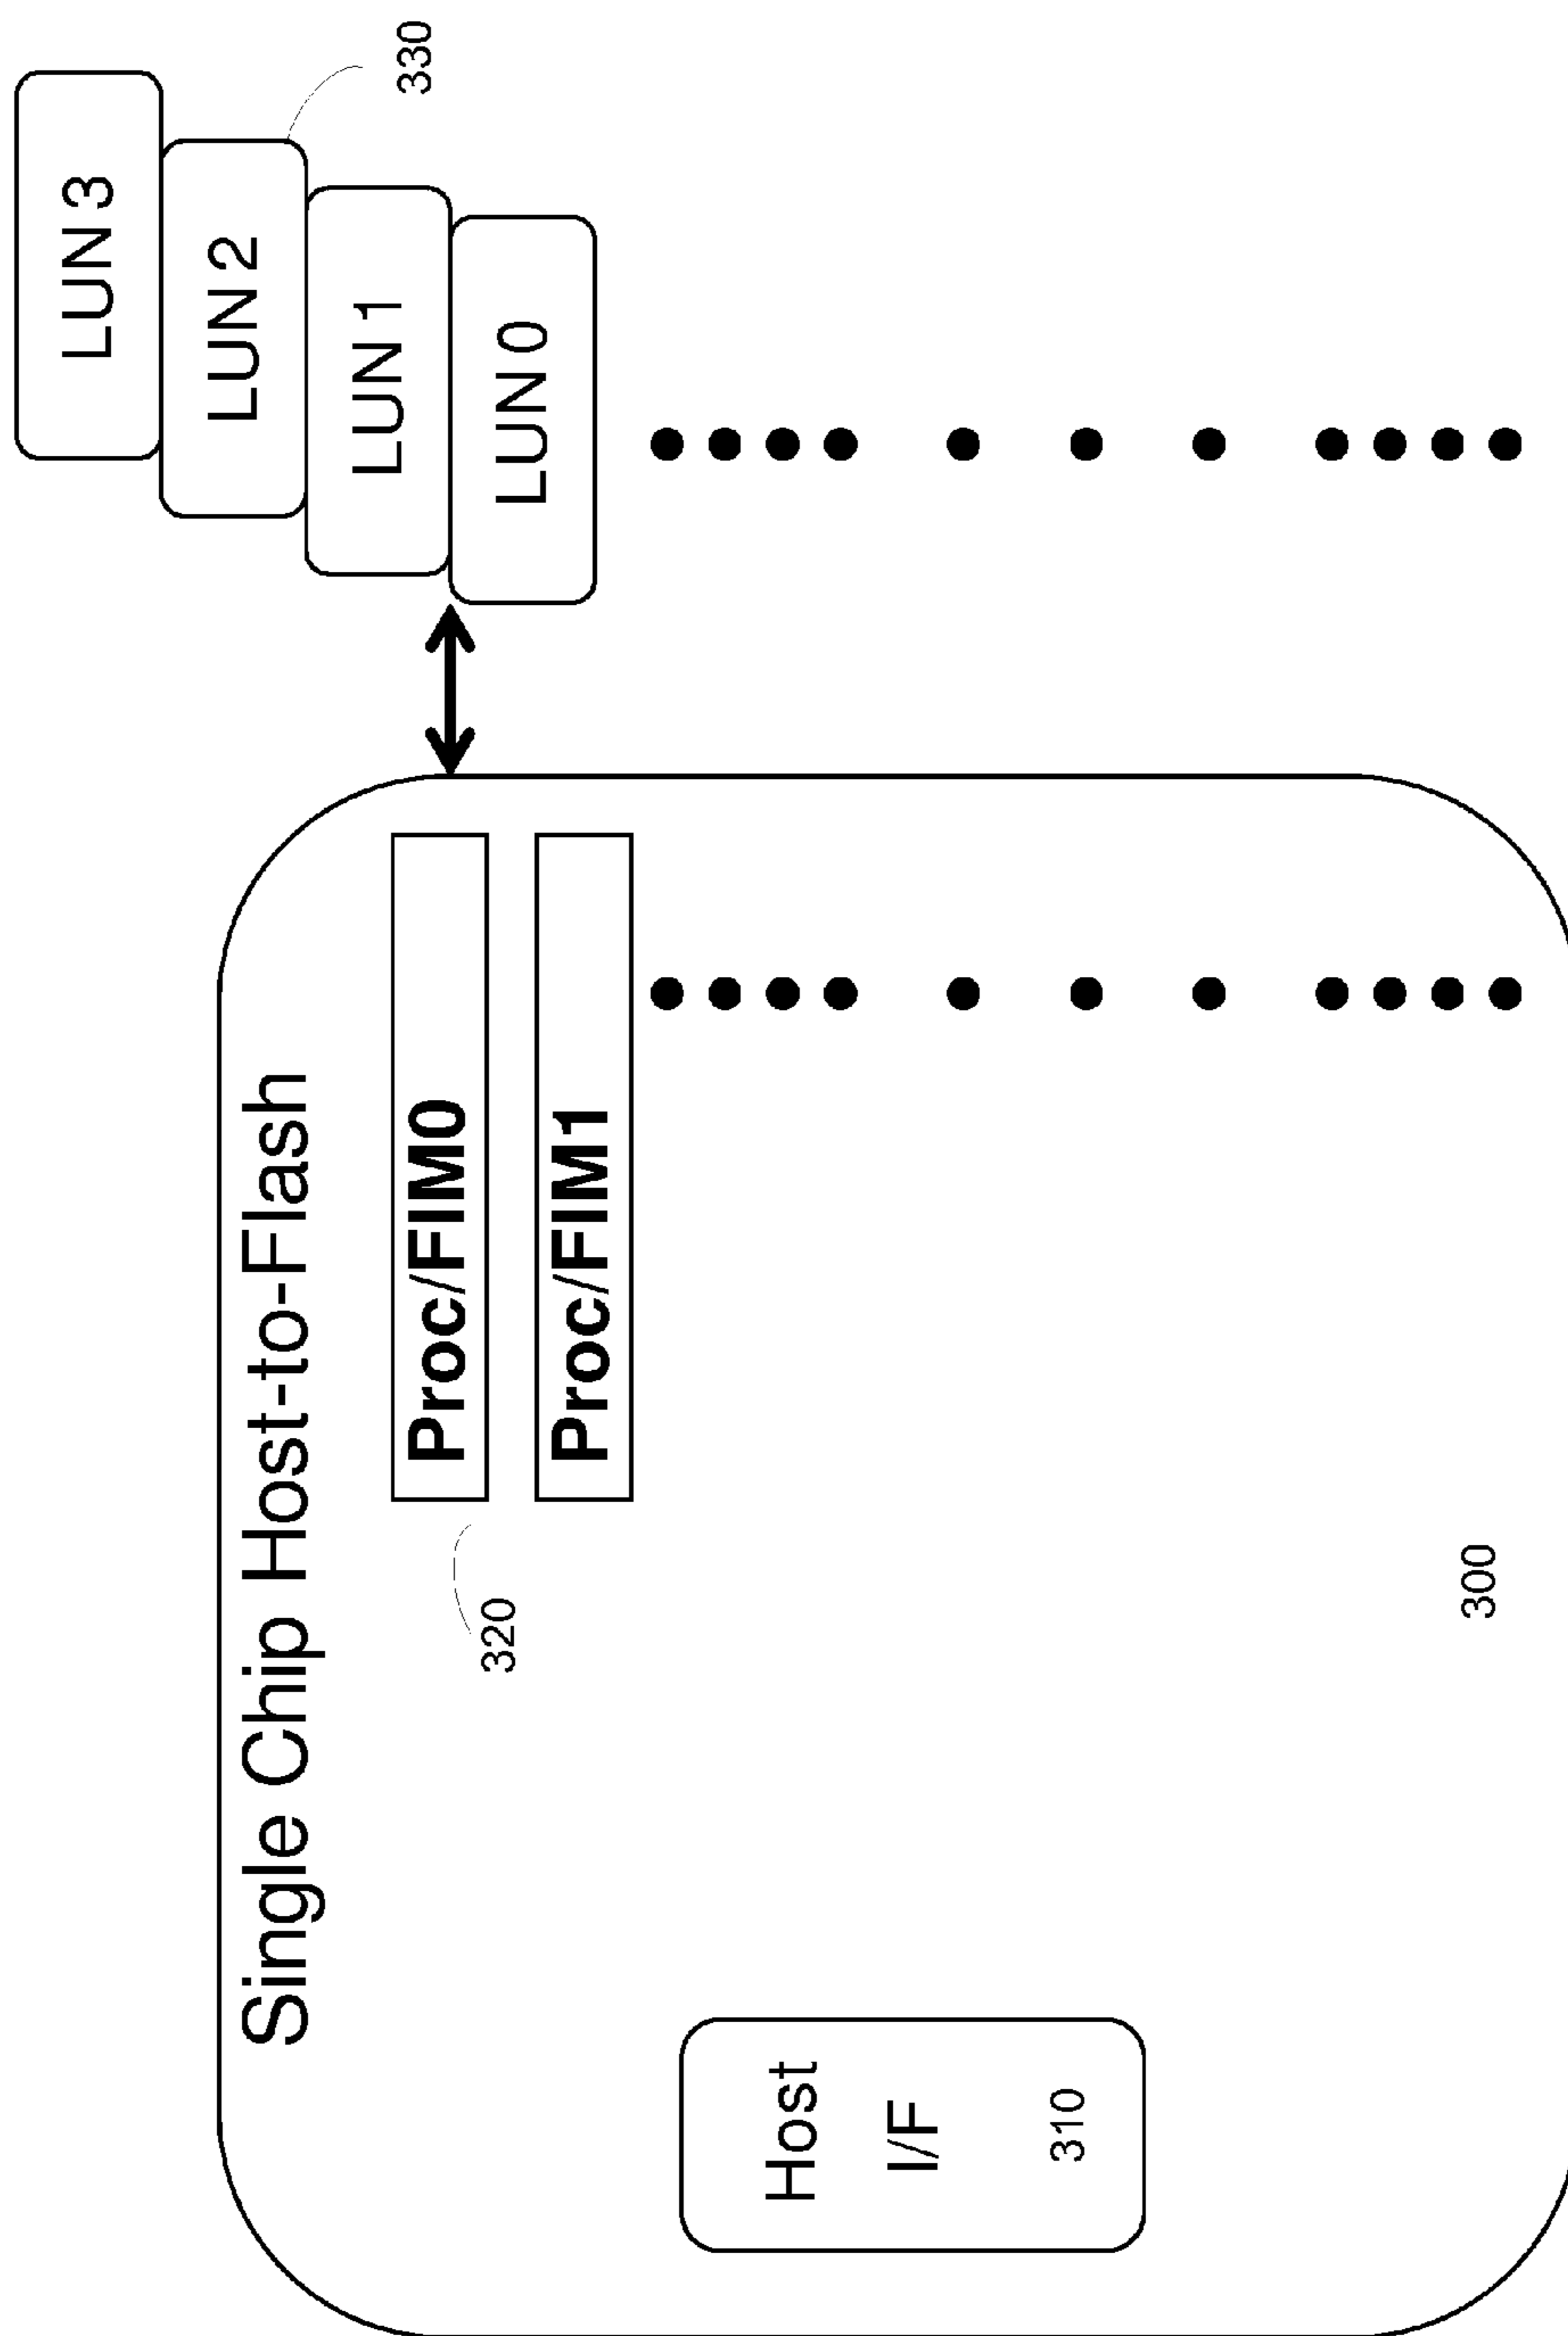 Single Chip Host-to-Flash
Host
I/F
310
320
Proc/FIM0
Proc/FIM1
300
LUN 3
LUN 2
LUN 1
LUN 0
330